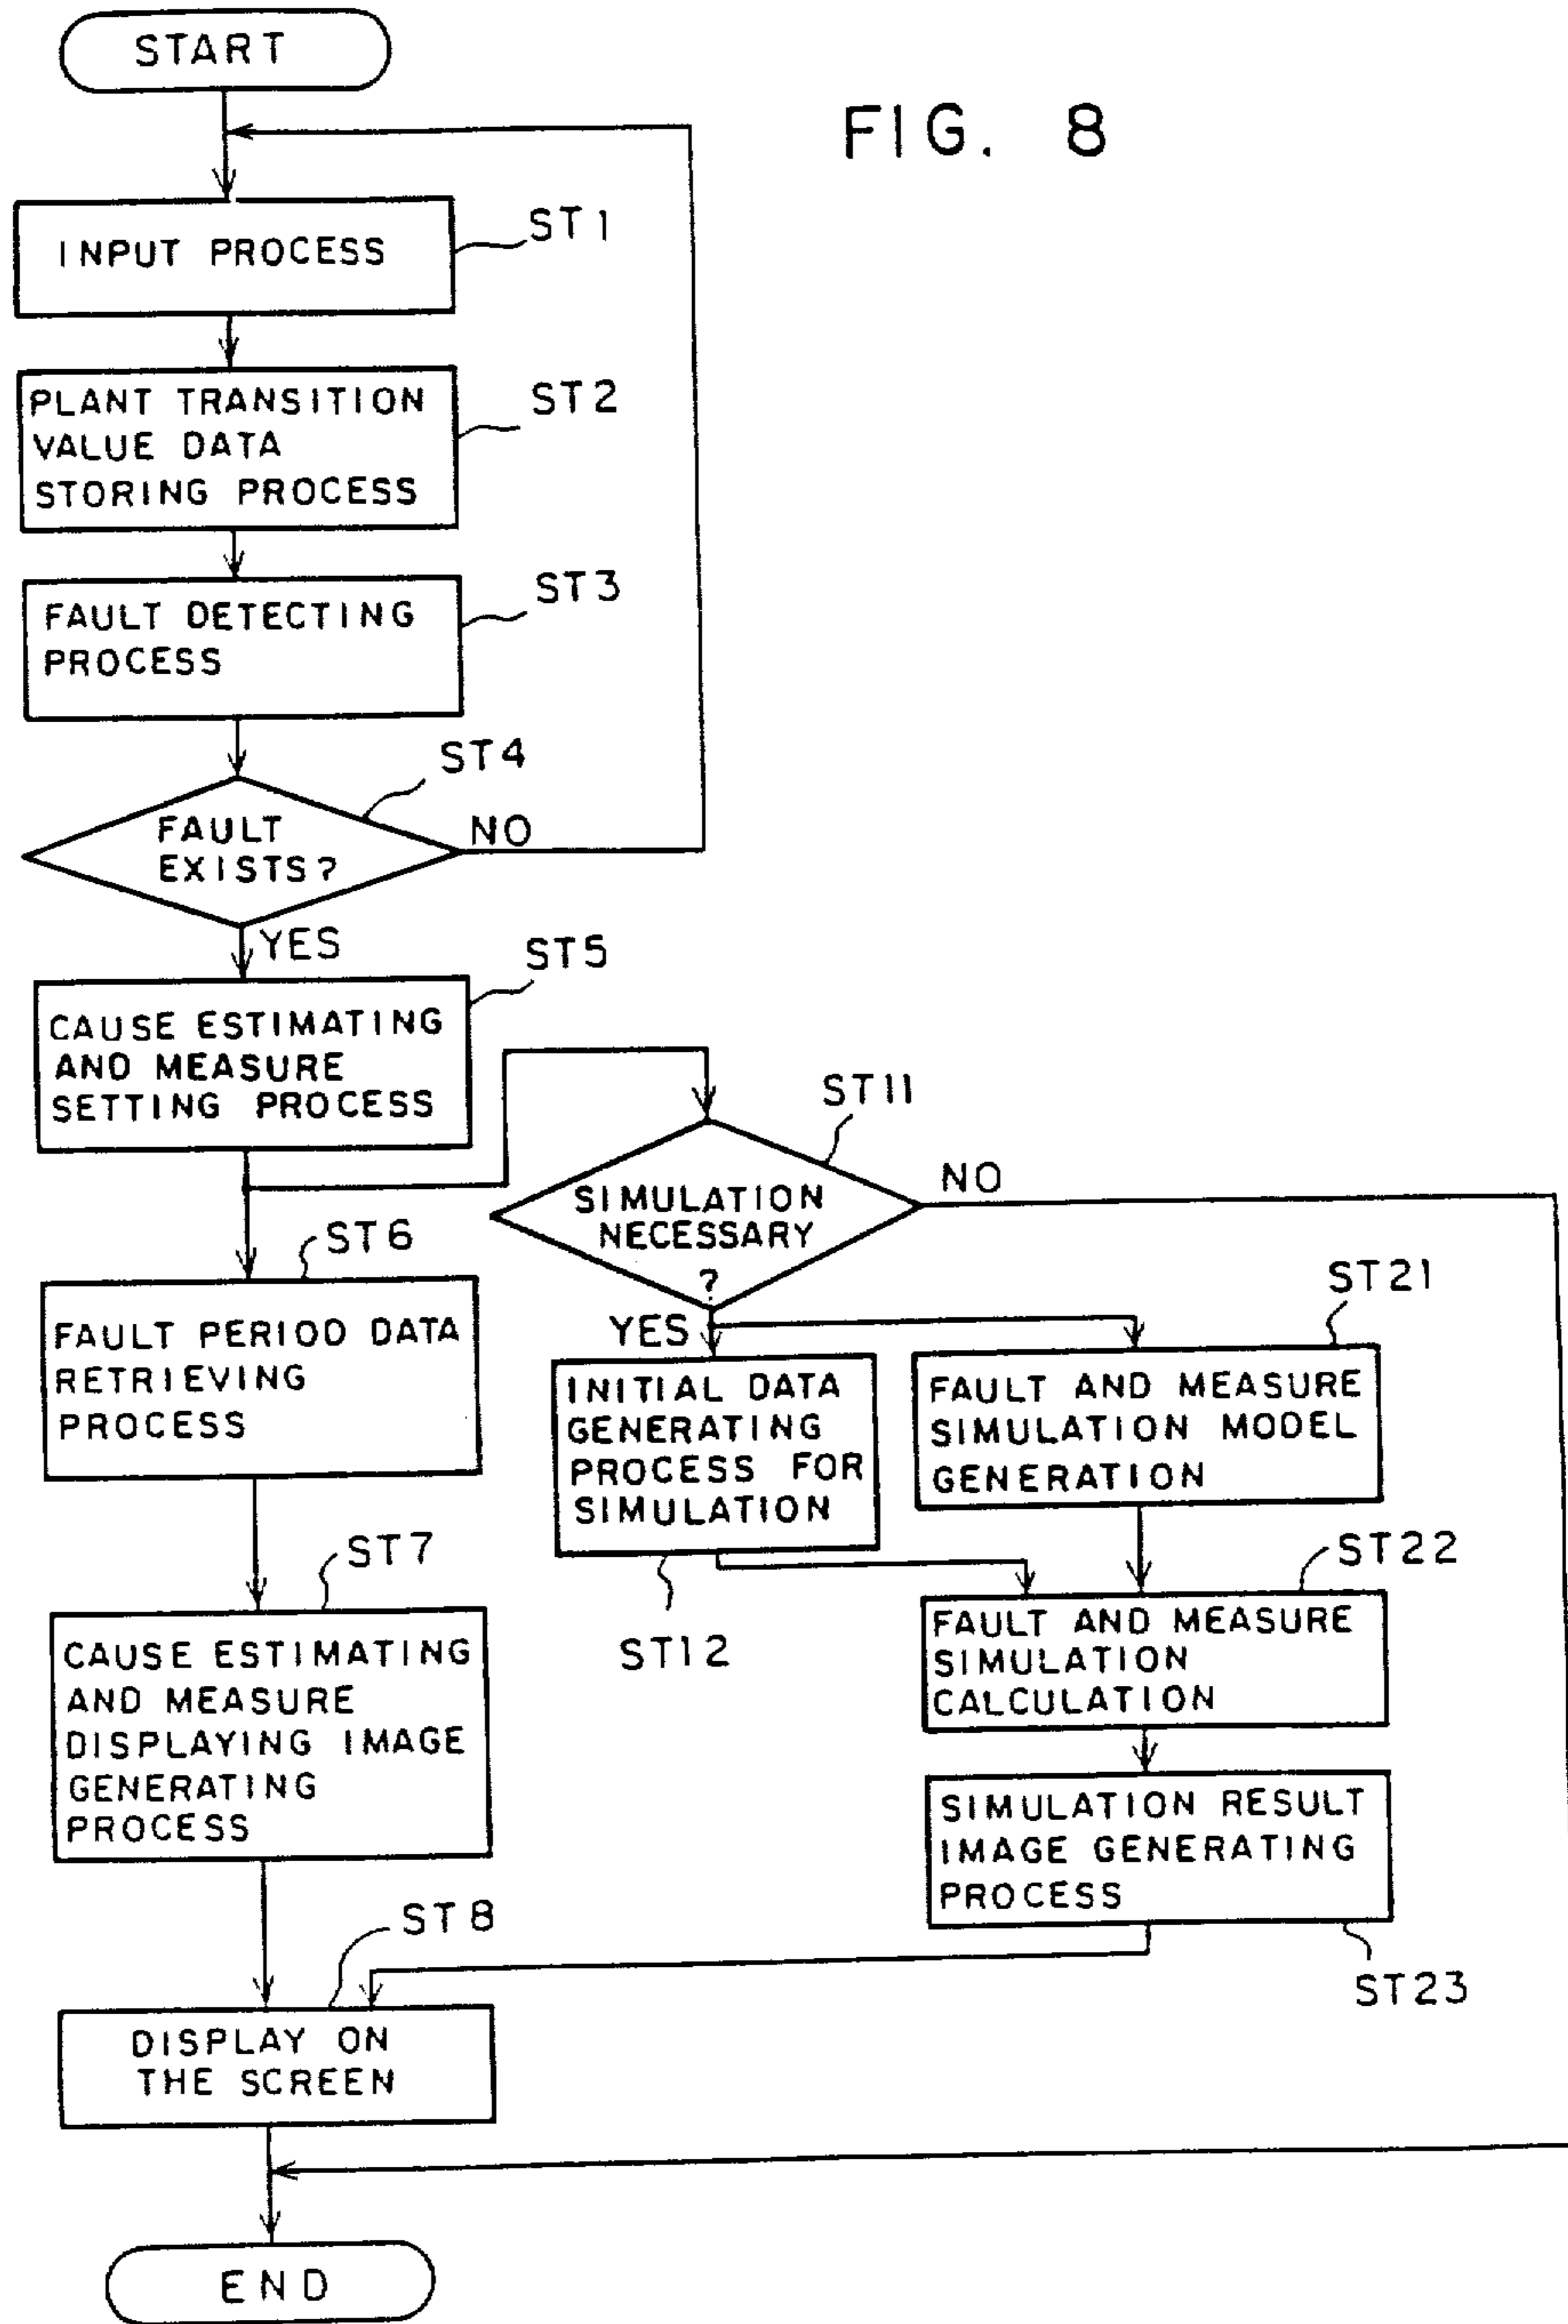 START
FIG. 8
INPUT PROCESS
ST1
PLANT TRANSITION
VALUE DATA
STORING PROCESS
ST2
FAULT DETECTING
PROCESS
ST3
FAULT
EXISTS?
ST4
NO
YES
CAUSE ESTIMATING
AND MEASURE
SETTING PROCESS
ST5
SIMULATION
NECESSARY
?
ST11
NO
YES
FAULT PERIOD DATA
RETRIEVING
PROCESS
ST6
INITIAL DATA
GENERATING
PROCESS FOR
SIMULATION
ST12
FAULT AND MEASURE
SIMULATION MODEL
GENERATION
ST21
CAUSE ESTIMATING
AND MEASURE
DISPLAYING IMAGE
GENERATING
PROCESS
ST7
FAULT AND MEASURE
SIMULATION
CALCULATION
ST22
SIMULATION RESULT
IMAGE GENERATING
PROCESS
ST23
DISPLAY ON
THE SCREEN
ST8
END